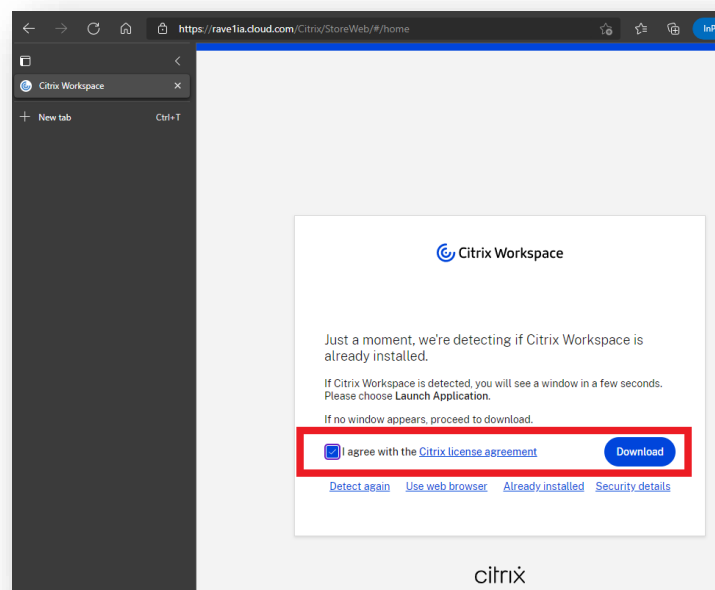 https://rave1ia.cloud.com/Citrix/StoreWeb/#/home
InP
Citrix Workspace
New tab Ctrl+T
Citrix Workspace
Just a moment, we're detecting if Citrix Workspace is
already installed.
If Citrix Workspace is detected, you will see a window in a few seconds.
Please choose Launch Application.
If no window appears, proceed to download.
I agree with the Citrix license agreement Download
Detect again Use web browser Already installed Security details
citrix